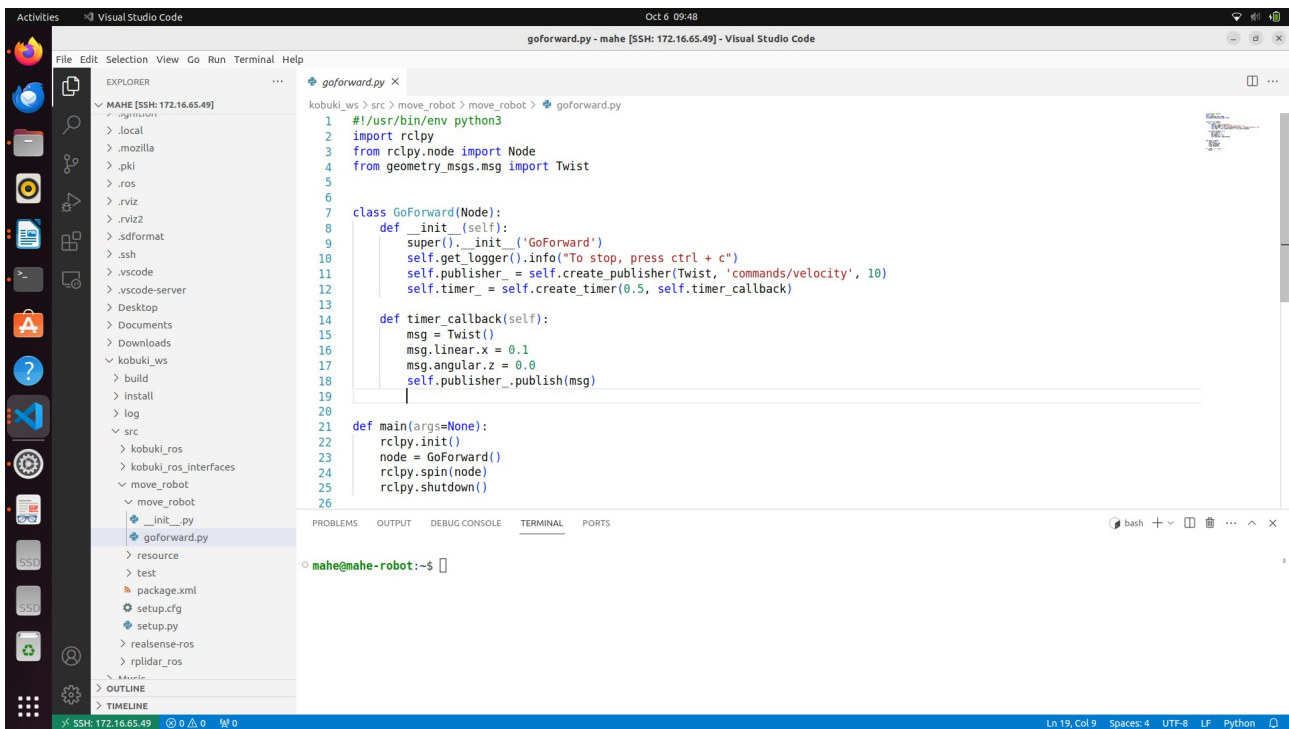 Activities
Visual Studio Code
Oct 6 09:48
goforward.py - mahe [SSH: 172.16.65.49] - Visual Studio Code
File Edit Selection View Go Run Terminal Help
EXPLORER
MAHE [SSH: 172.16.65.49]
.ignition
.local
.mozilla
.pki
.ros
.rviz
.rviz2
.sdformat
.ssh
.vscode
.vscode-server
Desktop
Documents
Downloads
kobuki_ws
build
install
log
src
kobuki_ros
kobuki_ros_interfaces
move_robot
move_robot
__init__.py
goforward.py
resource
test
package.xml
setup.cfg
setup.py
realsense-ros
rplidar_ros
Music
OUTLINE
TIMELINE
goforward.py
kobuki_ws > src > move_robot > move_robot > goforward.py
1 #!/usr/bin/env python3
2 import rclpy
3 from rclpy.node import Node
4 from geometry_msgs.msg import Twist
5
6
7 class GoForward(Node):
8 def __init__(self):
9 super().__init__('GoForward')
10 self.get_logger().info("To stop, press ctrl + c")
11 self.publisher_ = self.create_publisher(Twist, 'commands/velocity', 10)
12 self.timer_ = self.create_timer(0.5, self.timer_callback)
13
14 def timer_callback(self):
15 msg = Twist()
16 msg.linear.x = 0.1
17 msg.angular.z = 0.0
18 self.publisher_.publish(msg)
19
20
21 def main(args=None):
22 rclpy.init()
23 node = GoForward()
24 rclpy.spin(node)
25 rclpy.shutdown()
26
PROBLEMS OUTPUT DEBUG CONSOLE TERMINAL PORTS
bash
mahe@mahe-robot:~$
SSD
SSD
SSH: 172.16.65.49 0 0 0
Ln 19, Col 9 Spaces: 4 UTF-8 LF Python